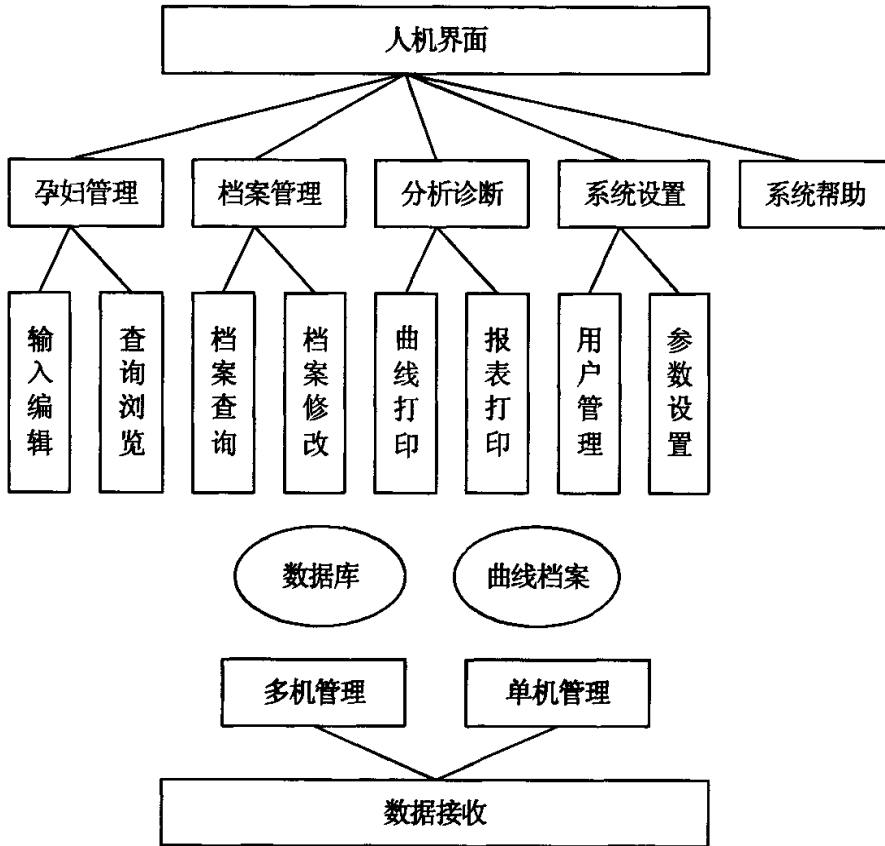 人机界面
孕妇管理
档案管理
分析诊断
系统设置
系统帮助
输入编辑
查询浏览
档案查询
档案修改
曲线打印
报表打印
用户管理
参数设置
数据库
曲线档案
多机管理
单机管理
数据接收